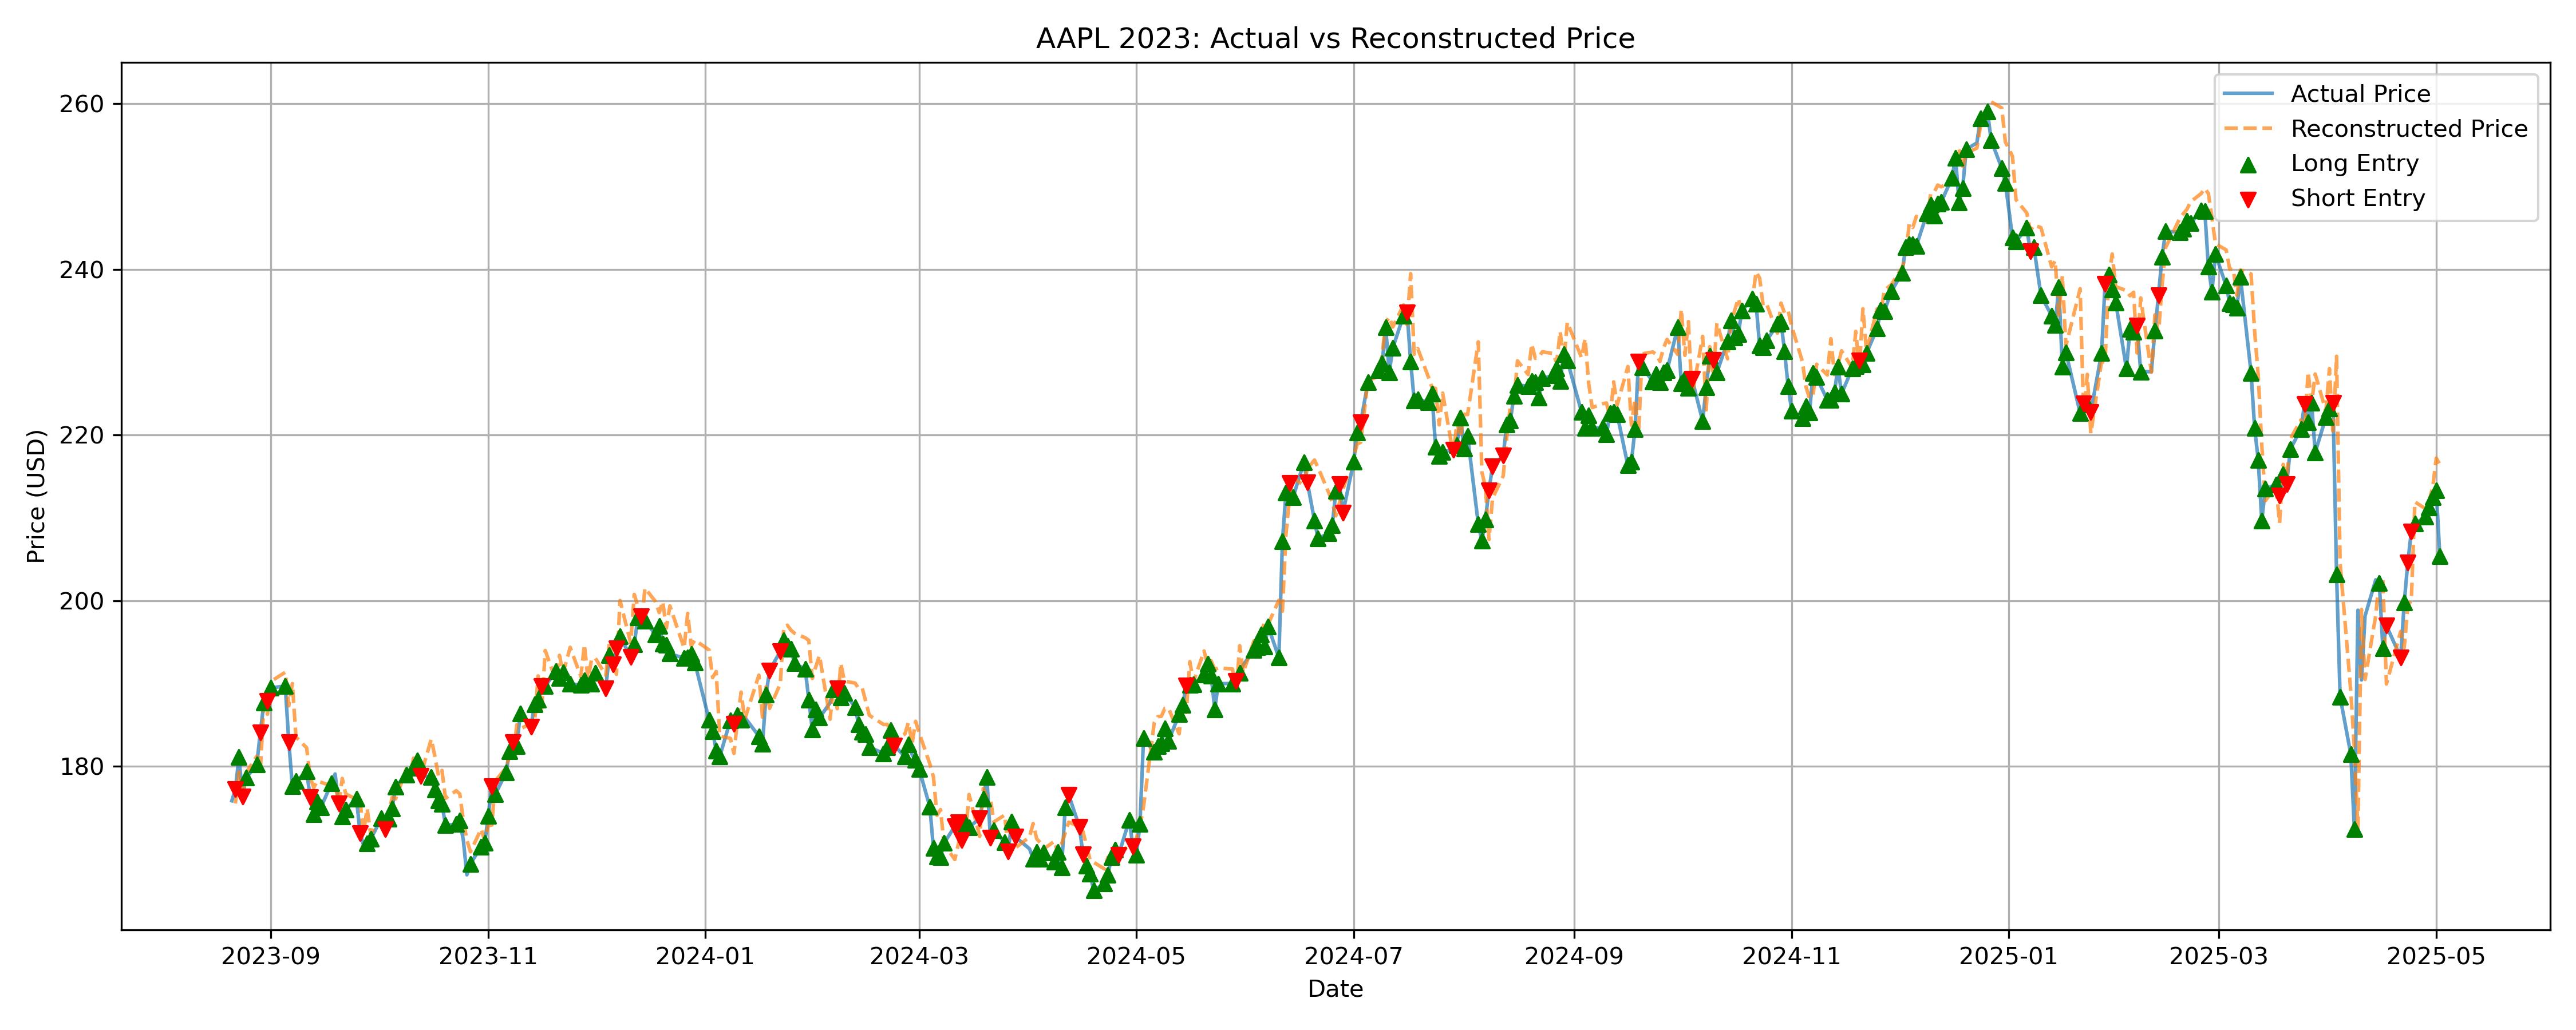 AAPL 2023: Actual vs Reconstructed Price
Actual Price
Reconstructed Price
Long Entry
Short Entry
Price (USD)
260
240
220
200
180
2023-09
2023-11
2024-01
2024-03
2024-05
2024-07
2024-09
2024-11
2025-01
2025-03
2025-05
Date